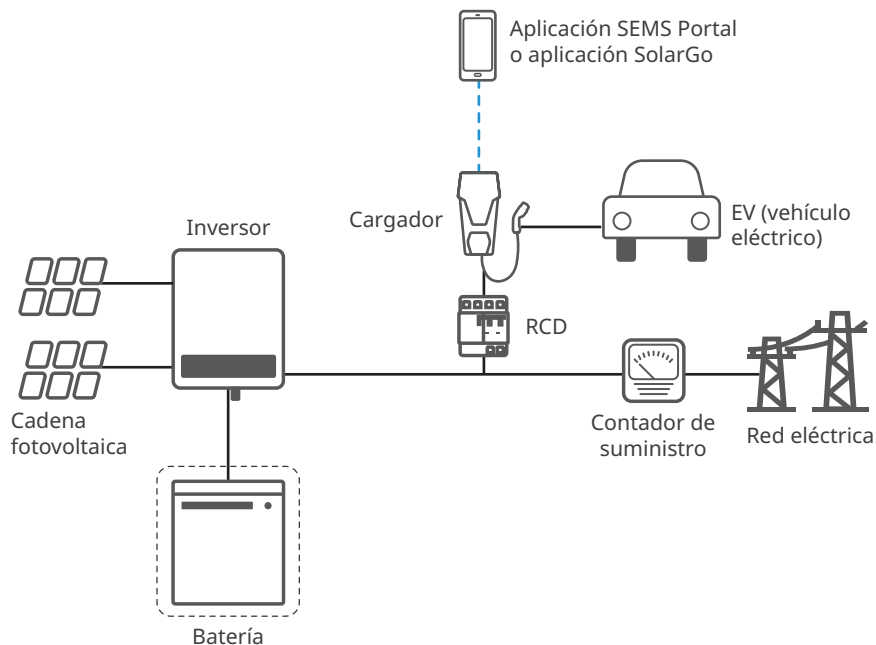 Aplicación SEMS Portal
o aplicación SolarGo
Cargador
EV (vehículo
eléctrico)
Inversor
RCD
Cadena
fotovoltaica
Contador de
suministro
Red eléctrica
Batería